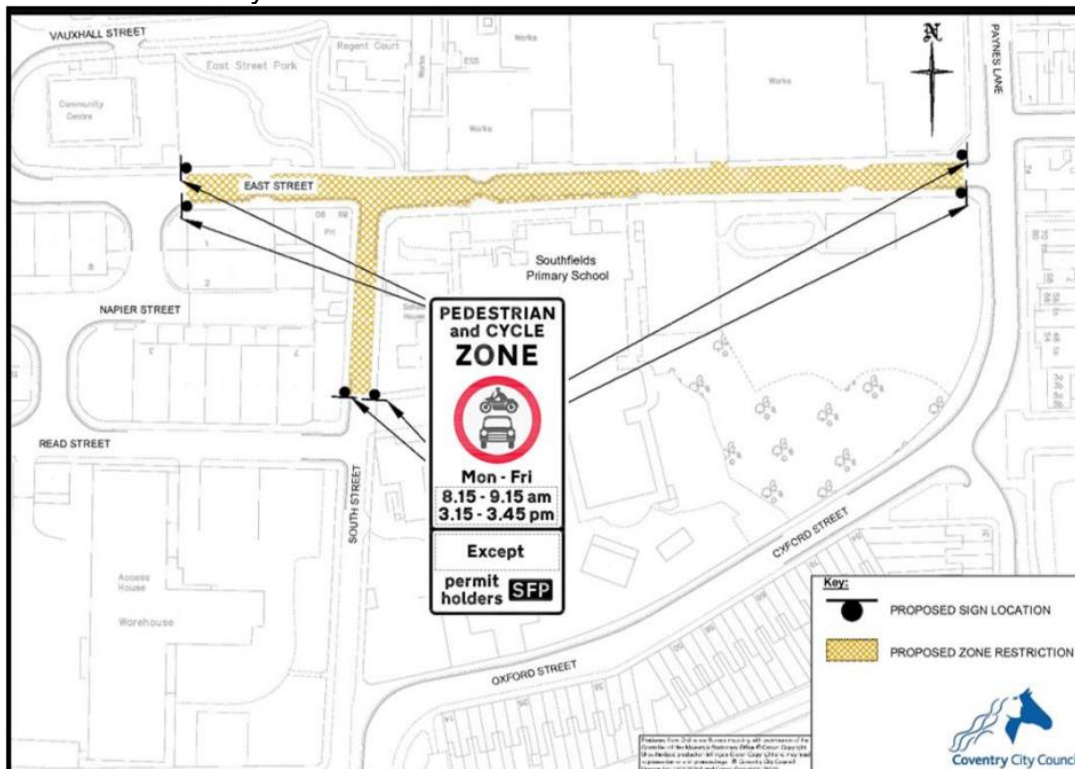 VAUXHALL STREET
East Street Park
Regent Court
Works
ESS
Works
Works
Works
PAYNES LANE
N
Community
Centre
EAST STREET
PH
Southfields
Primary School
NAPIER STREET
READ STREET
SOUTH STREET
PEDESTRIAN
and CYCLE
ZONE
Mon - Fri
8.15 - 9.15 am
3.15 - 3.45 pm
Except
permit
holders SFP
Access
House
Warehouse
OXFORD STREET
OXFORD STREET
Key:
PROPOSED SIGN LOCATION
PROPOSED ZONE RESTRICTION
Coventry City Council